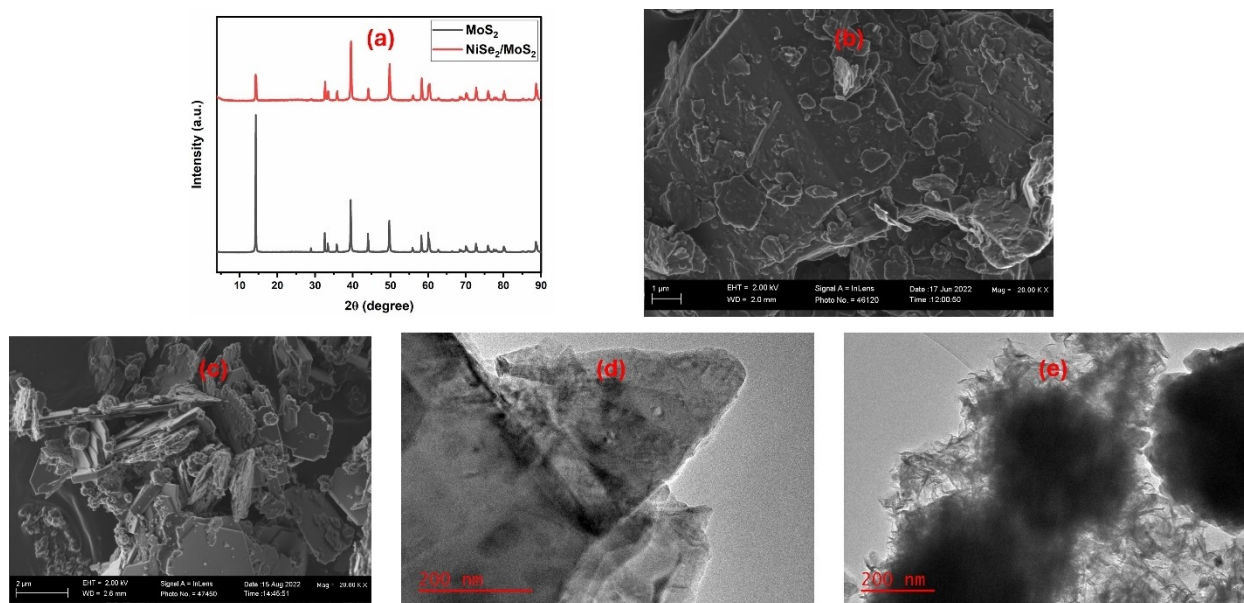 (a)
MoS₂
NiSe₂/MoS₂
Intensity (a.u.)
10 20 30 40 50 60 70 80 90
2θ (degree)
(b)
1 µm
EHT = 2.00 kV
WD = 2.0 mm
Signal A = InLens
Photo No. = 46120
Date :17 Jun 2022
Time :12:00:50
Mag = 20.00 K X
(c)
2 µm
EHT = 2.00 kV
WD = 2.6 mm
Signal A = InLens
Photo No. = 47450
Date :15 Aug 2022
Time :14:46:51
(d)
200 nm
(e)
200 nm